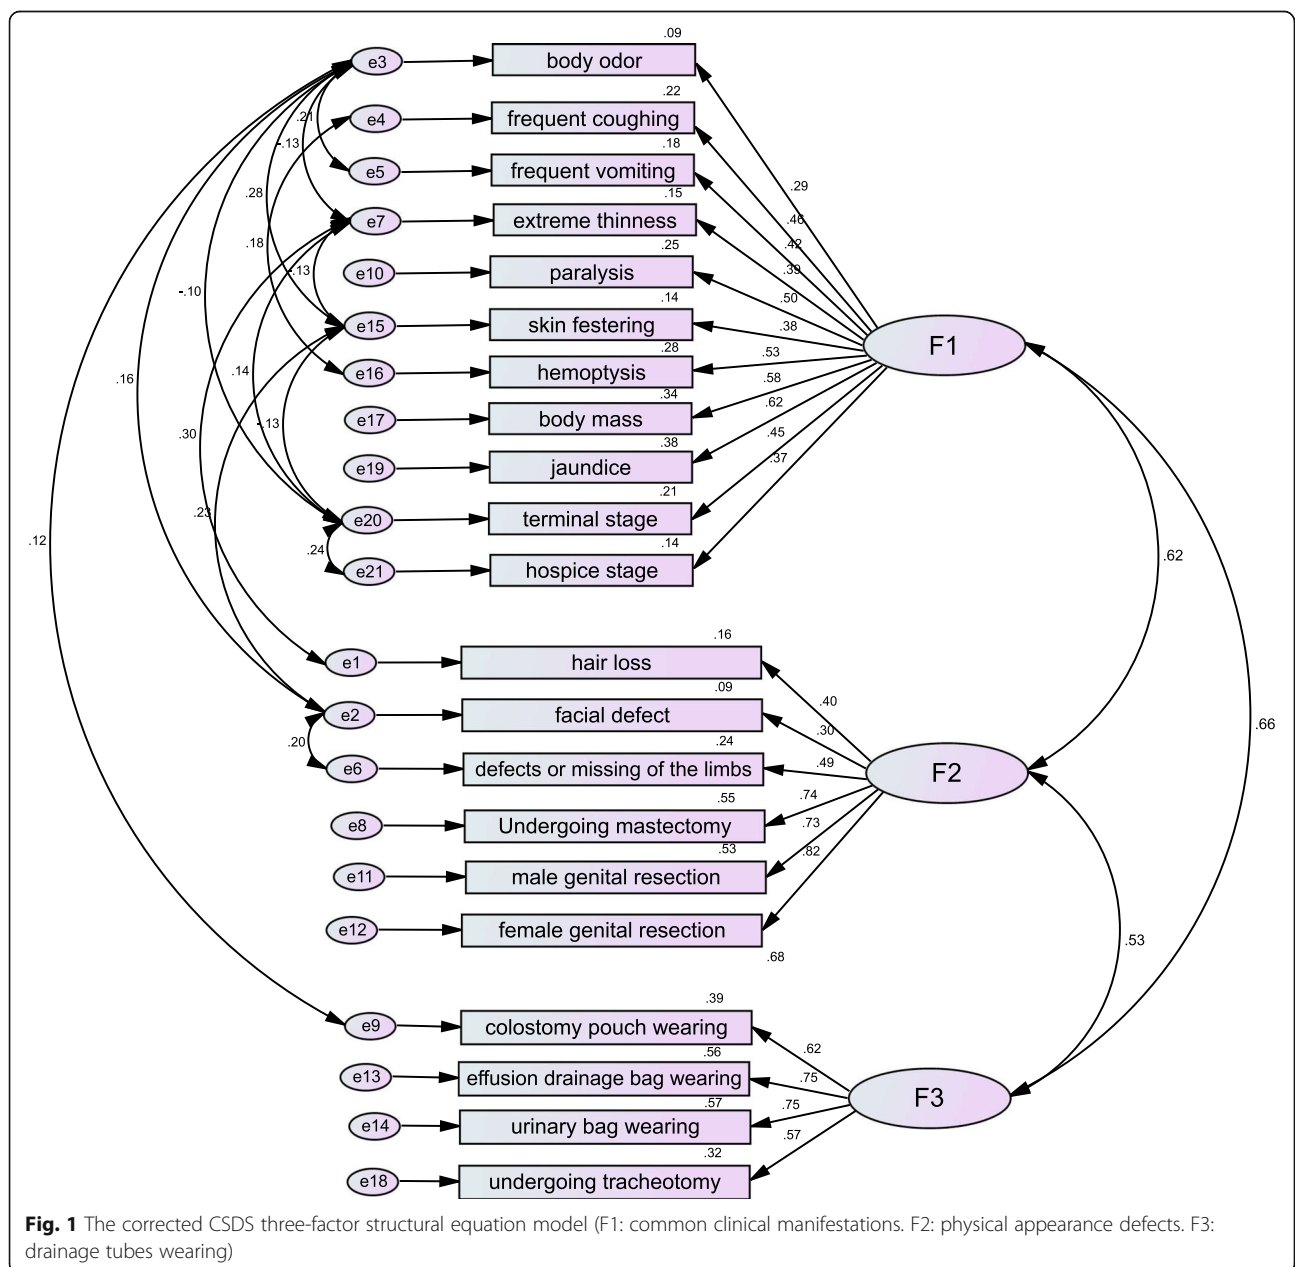 .09
e3 body odor
.22
e4 frequent coughing
.21
.18
-.13
e5 frequent vomiting
.15
.29
.28
e7 extreme thinness
.46
.25
.42
.18
e10 paralysis
.39
-.13
.14
.50
-.10
e15 skin festering
.38
F1
.28
.53
e16 hemoptysis
.58
.16
.14
.34
.62
e17 body mass
.45
.30
-.13
.38
.37
e19 jaundice
.21
.23
e20 terminal stage
.12
.24
.14
e21 hospice stage
.62
.16
e1 hair loss
.09
.40
e2 facial defect
.30
.66
.20
.24
e6 defects or missing of the limbs
.49
F2
.55
.74
e8 Undergoing mastectomy
.73
.53
.82
e11 male genital resection
e12 female genital resection
.53
.68
.39
e9 colostomy pouch wearing
.62
.56
e13 effusion drainage bag wearing
.75
F3
.57
.75
e14 urinary bag wearing
.57
.32
e18 undergoing tracheotomy
Fig. 1 The corrected CSDS three-factor structural equation model (F1: common clinical manifestations. F2: physical appearance defects. F3:
drainage tubes wearing)